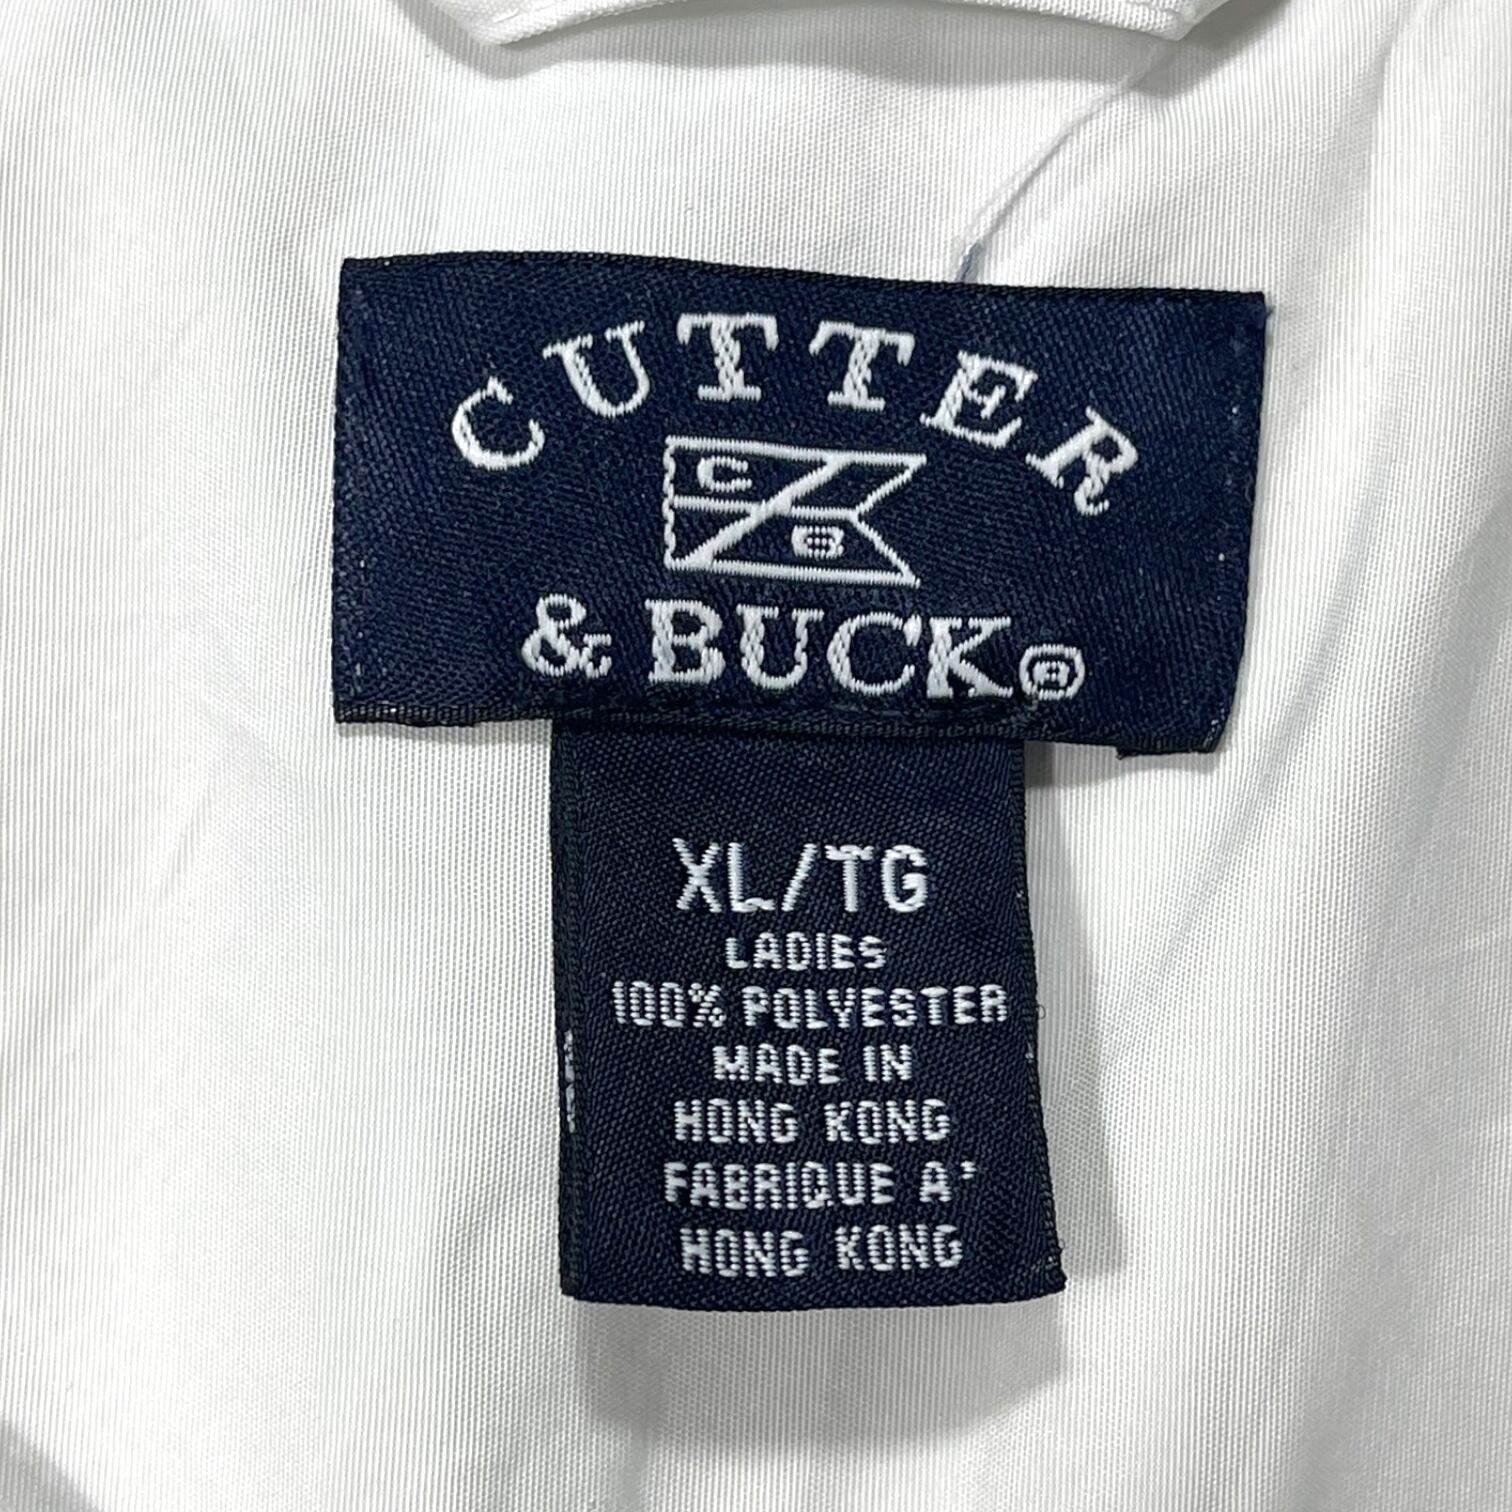 CUTTER
C
B
& BUCK®
XL/TG
LADIES
100% POLYESTER
MADE IN
HONG KONG
FABRIQUE A'
HONG KONG